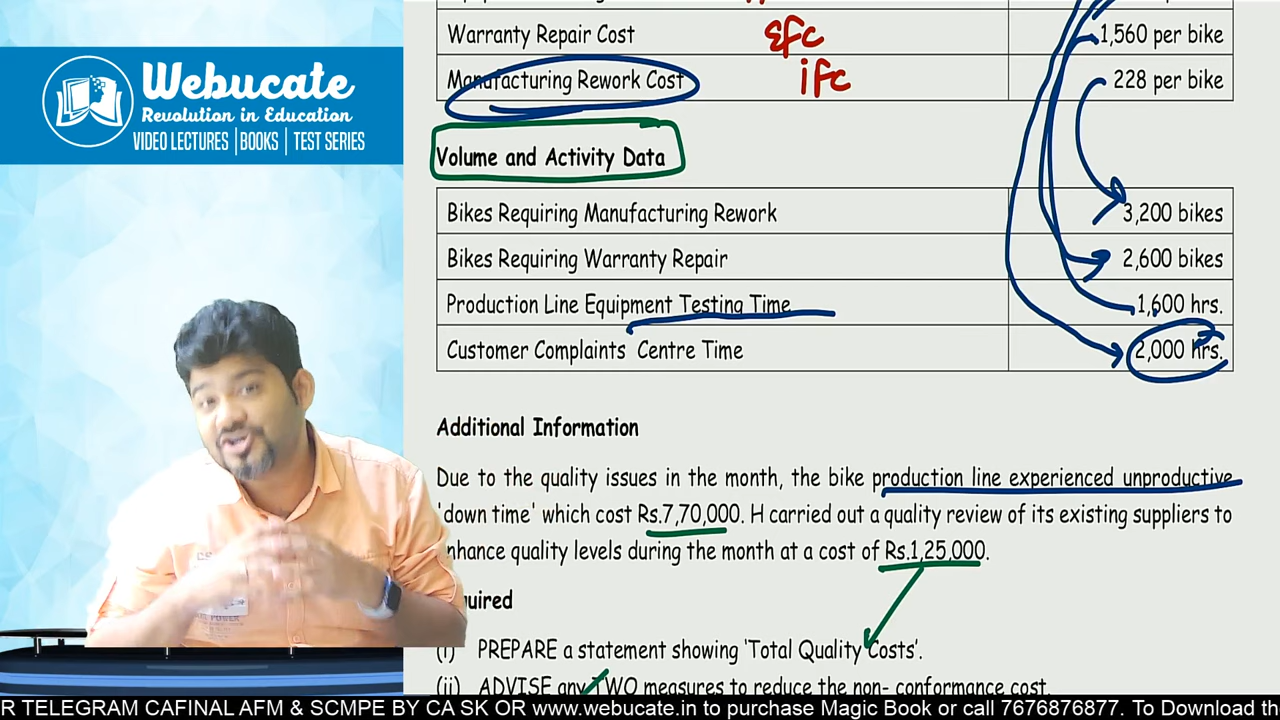 Webucate
Revolution in Education
VIDEO LECTURES | BOOKS | TEST SERIES
Warranty Repair Cost efc 1,560 per bike
Manufacturing Rework Cost ifc 228 per bike
Volume and Activity Data
Bikes Requiring Manufacturing Rework 3,200 bikes
Bikes Requiring Warranty Repair 2,600 bikes
Production Line Equipment Testing Time 1,600 hrs.
Customer Complaints Centre Time 2,000 hrs.
Additional Information
Due to the quality issues in the month, the bike production line experienced unproductive
'down time' which cost Rs.7,70,000. H carried out a quality review of its existing suppliers to
nhance quality levels during the month at a cost of Rs.1,25,000.
quired
(i) PREPARE a statement showing 'Total Quality Costs'.
(ii) ADVISE any TWO measures to reduce the non- conformance cost.
R TELEGRAM CAFINAL AFM & SCMPE BY CA SK OR www.webucate.in to purchase Magic Book or call 7676876877. To Download th